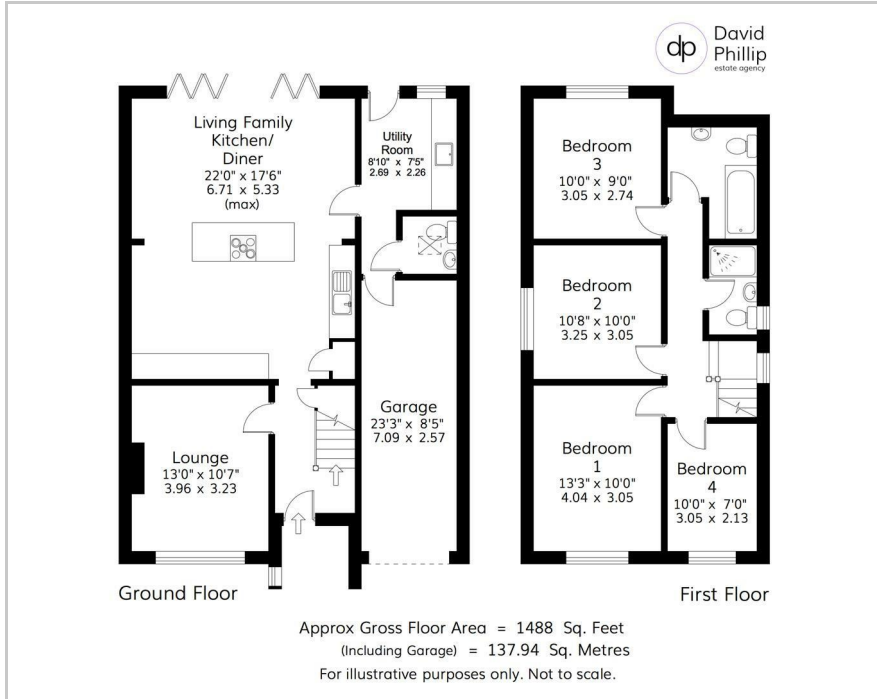 dp
David
Phillip
estate agency
Living Family
Kitchen/
Diner
22'0" x 17'6"
6.71 x 5.33
(max)
Utility
Room
8'10" x 7'5"
2.69 x 2.26
Garage
23'3" x 8'5"
7.09 x 2.57
Lounge
13'0" x 10'7"
3.96 x 3.23
Ground Floor
Bedroom
3
10'0" x 9'0"
3.05 x 2.74
Bedroom
2
10'8" x 10'0"
3.25 x 3.05
Bedroom
1
13'3" x 10'0"
4.04 x 3.05
Bedroom
4
10'0" x 7'0"
3.05 x 2.13
First Floor
Approx Gross Floor Area = 1488 Sq. Feet
(Including Garage) = 137.94 Sq. Metres
For illustrative purposes only. Not to scale.